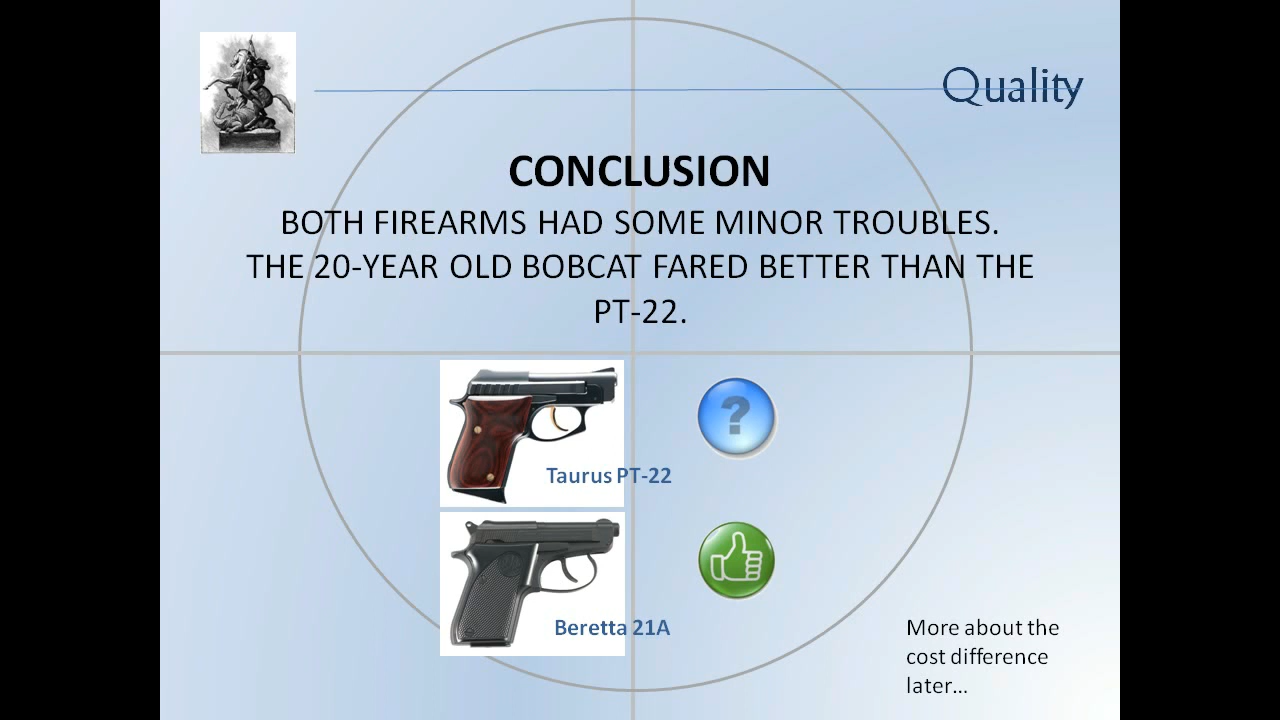 Quality
CONCLUSION
BOTH FIREARMS HAD SOME MINOR TROUBLES.
THE 20-YEAR OLD BOBCAT FARED BETTER THAN THE
PT-22.
?
Taurus PT-22
Beretta 21A
More about the
cost difference
later...